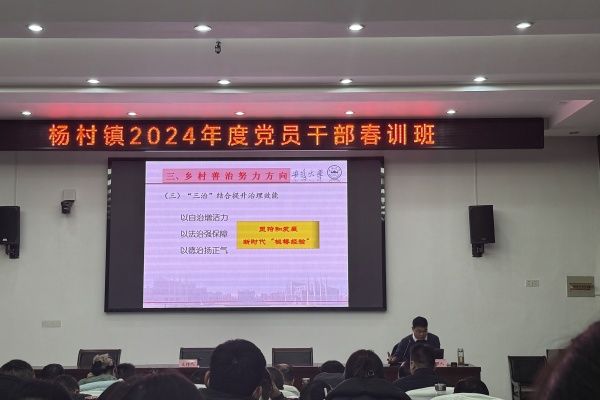 杨村镇2024年度党员干部春训班
三、乡村善治努力方向
（三）“三治”结合提升治理效能
以自治增活力
以法治强保障
以德治扬正气
坚持和发展
新时代“枫桥经验”